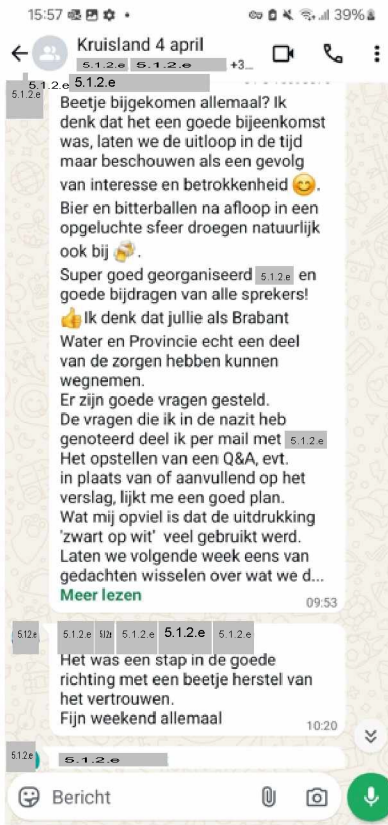 15:57
39%
Kruisland 4 april
5.1.2.e 5.1.2.e +3...
5.1.2.e 5.1.2.e
5.1.2.e
Beetje bijgekomen allemaal? Ik
denk dat het een goede bijeenkomst
was, laten we de uitloop in de tijd
maar beschouwen als een gevolg
van interesse en betrokkenheid 😊.
Bier en bitterballen na afloop in een
opgeluchte sfeer droegen natuurlijk
ook bij 🍻.
Super goed georganiseerd 5.1.2.e en
goede bijdragen van alle sprekers!
👍Ik denk dat jullie als Brabant
Water en Provincie echt een deel
van de zorgen hebben kunnen
wegnemen.
Er zijn goede vragen gesteld.
De vragen die ik in de nazit heb
genoteerd deel ik per mail met 5.1.2.e
Het opstellen van een Q&A, evt.
in plaats van of aanvullend op het
verslag, lijkt me een goed plan.
Wat mij opviel is dat de uitdrukking
'zwart op wit' veel gebruikt werd.
Laten we volgende week eens van
gedachten wisselen over wat we d...
Meer lezen
09:53
5.1.2.e 5.1.2.e 5.1.2.e 5.1.2.e 5.1.2.e 5.1.2.e
Het was een stap in de goede
richting met een beetje herstel van
het vertrouwen.
Fijn weekend allemaal
10:20
5.1.2.e 5.1.2.e
Bericht